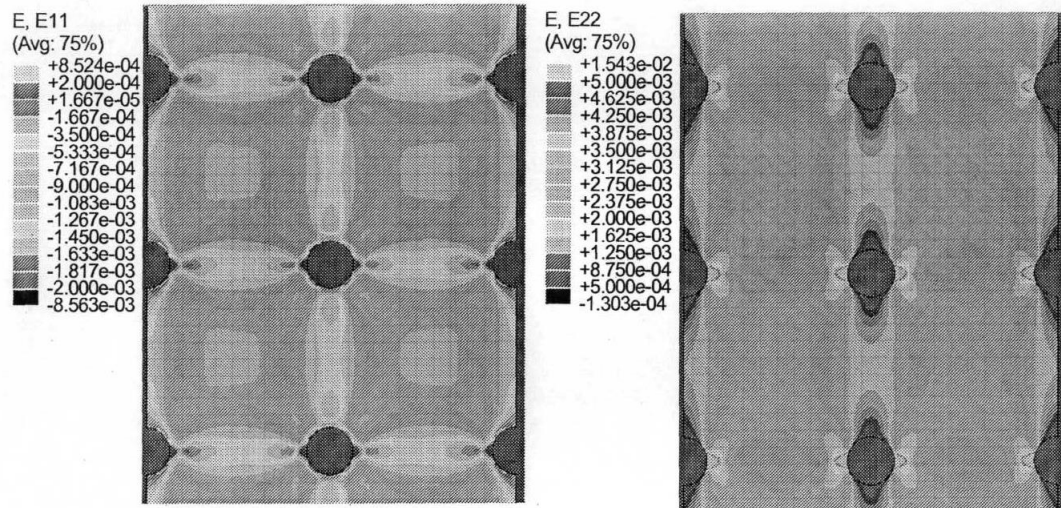 E, E11
(Avg: 75%)
+8.524e-04
+2.000e-04
+1.667e-05
-1.667e-04
-3.500e-04
-5.333e-04
-7.167e-04
-9.000e-04
-1.083e-03
-1.267e-03
-1.450e-03
-1.633e-03
-1.817e-03
-2.000e-03
-8.563e-03
E, E22
(Avg: 75%)
+1.543e-02
+5.000e-03
+4.625e-03
+4.250e-03
+3.875e-03
+3.500e-03
+3.125e-03
+2.750e-03
+2.375e-03
+2.000e-03
+1.625e-03
+1.250e-03
+8.750e-04
+5.000e-04
-1.303e-04